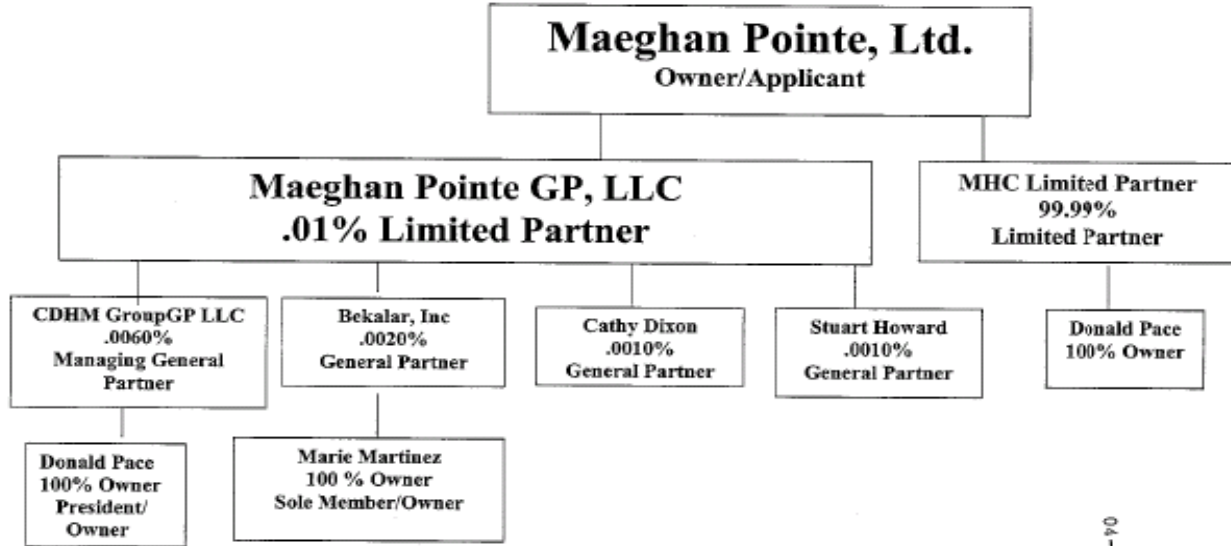 Maeghan Pointe, Ltd.
Owner/Applicant
Maeghan Pointe GP, LLC
.01% Limited Partner
MHC Limited Partner
99.99%
Limited Partner
CDHM GroupGP LLC
.0060%
Managing General
Partner
Bekalar, Inc
.0020%
General Partner
Cathy Dixon
.0010%
General Partner
Stuart Howard
.0010%
General Partner
Donald Pace
100% Owner
Donald Pace
100% Owner
President/
Owner
Marie Martinez
100 % Owner
Sole Member/Owner
04-